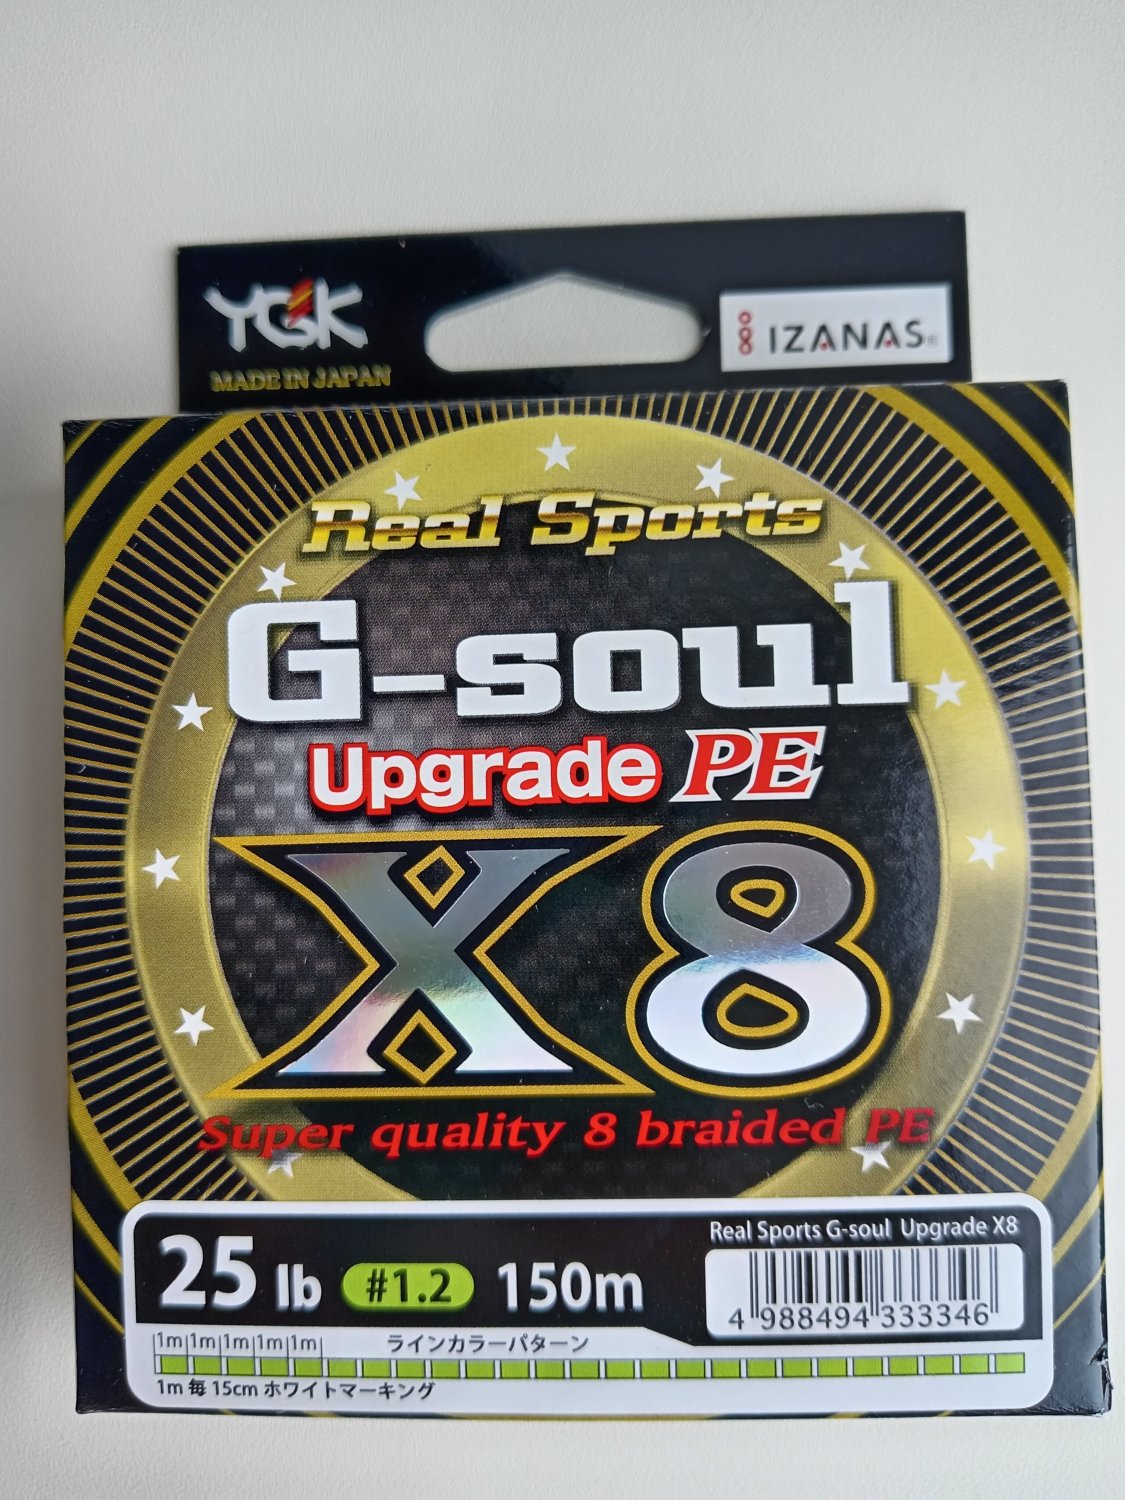 YGK
MADE IN JAPAN
IZANAS®
Real Sports
G-soul
Upgrade PE
X8
Super quality 8 braided PE
25 lb #1.2 150m
Real Sports G-soul Upgrade X8
4 988494 333346
1m 1m 1m 1m 1m ラインカラーパターン
1m 毎 15cm ホワイトマーキング